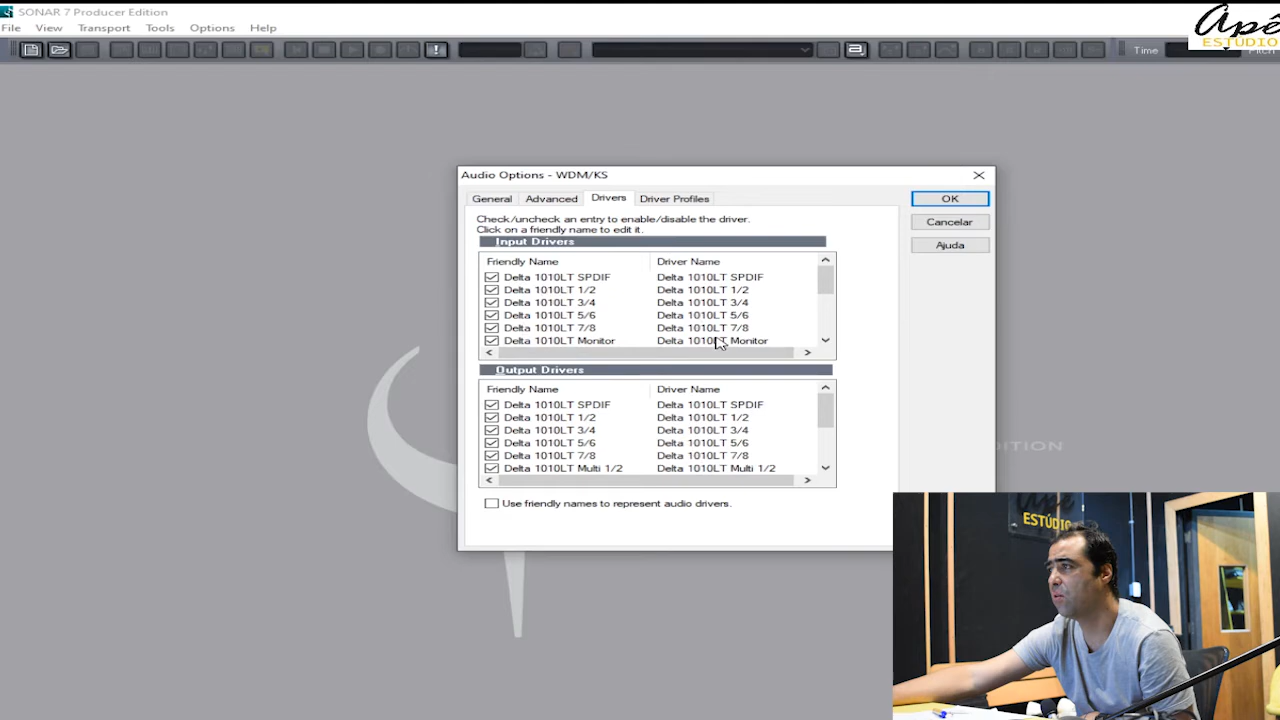 SONAR 7 Producer Edition
File View Transport Tools Options Help
Time
Pitch
Apé
ESTÚDIO
Audio Options - WDM/KS
General Advanced Drivers Driver Profiles
OK
Cancelar
Ajuda
Check/uncheck an entry to enable/disable the driver.
Click on a friendly name to edit it.
Input Drivers
Friendly Name Driver Name
Delta 1010LT SPDIF Delta 1010LT SPDIF
Delta 1010LT 1/2 Delta 1010LT 1/2
Delta 1010LT 3/4 Delta 1010LT 3/4
Delta 1010LT 5/6 Delta 1010LT 5/6
Delta 1010LT 7/8 Delta 1010LT 7/8
Delta 1010LT Monitor Delta 1010LT Monitor
Output Drivers
Friendly Name Driver Name
Delta 1010LT SPDIF Delta 1010LT SPDIF
Delta 1010LT 1/2 Delta 1010LT 1/2
Delta 1010LT 3/4 Delta 1010LT 3/4
Delta 1010LT 5/6 Delta 1010LT 5/6
Delta 1010LT 7/8 Delta 1010LT 7/8
Delta 1010LT Multi 1/2 Delta 1010LT Multi 1/2
Use friendly names to represent audio drivers.
DITION
ESTÚDIO